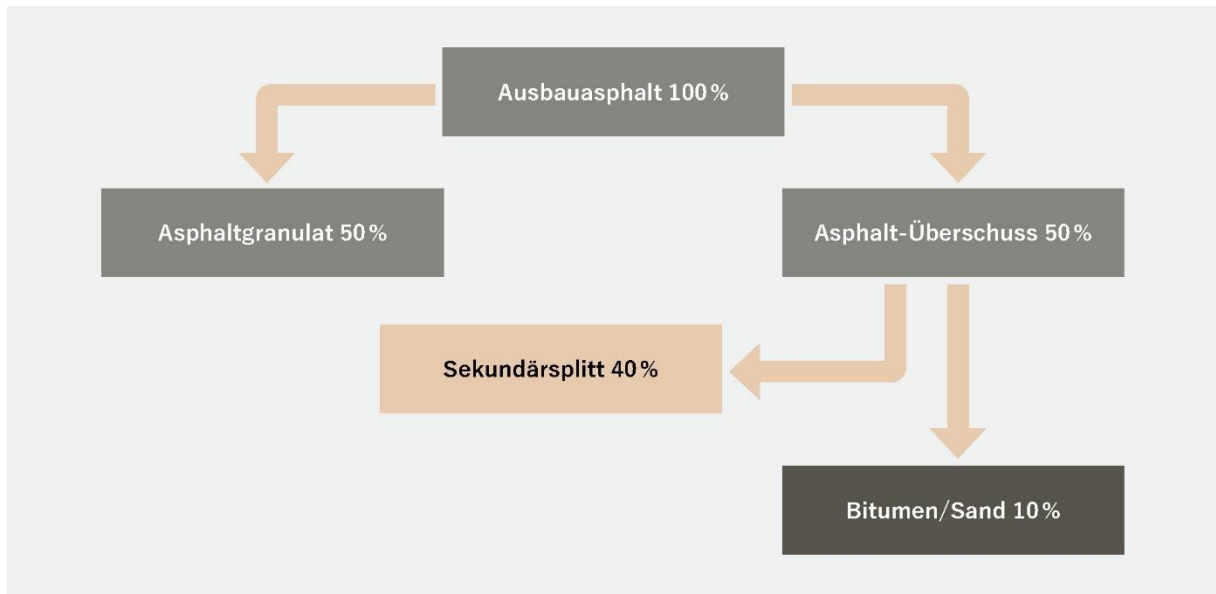 Ausbauasphalt 100 %
Asphaltgranulat 50 %
Asphalt-Überschuss 50 %
Sekundärsplitt 40 %
Bitumen/Sand 10 %